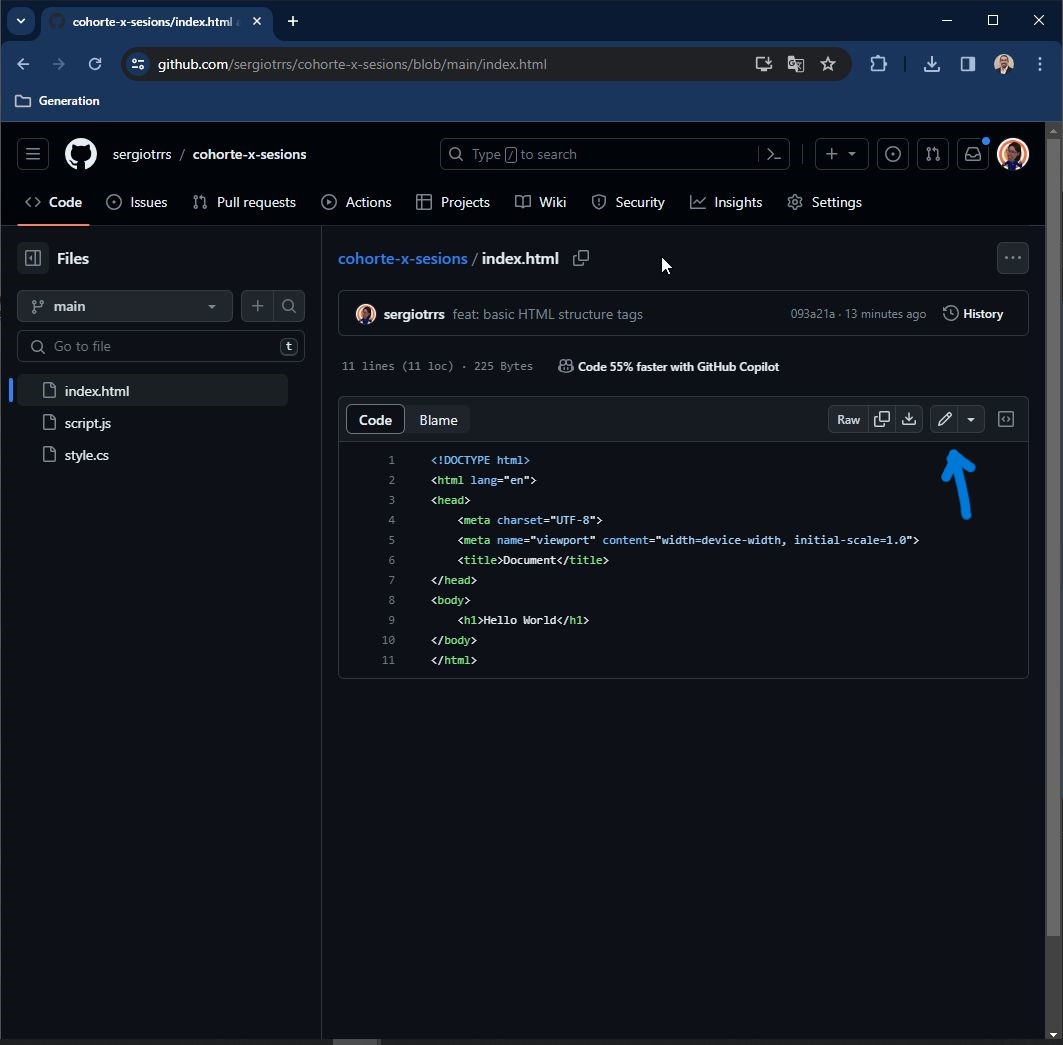 cohorte-x-sesions/index.html
github.com/sergiotrrs/cohorte-x-sesions/blob/main/index.html
Generation
sergiotrrs / cohorte-x-sesions
Type / to search
Code Issues Pull requests Actions Projects Wiki Security Insights Settings
Files
cohorte-x-sesions / index.html
main
sergiotrrs feat: basic HTML structure tags 093a21a · 13 minutes ago History
Go to file t
11 lines (11 loc) · 225 Bytes Code 55% faster with GitHub Copilot
index.html
script.js
style.cs
Code Blame Raw
1 <!DOCTYPE html>
2 <html lang="en">
3 <head>
4 <meta charset="UTF-8">
5 <meta name="viewport" content="width=device-width, initial-scale=1.0">
6 <title>Document</title>
7 </head>
8 <body>
9 <h1>Hello World</h1>
10 </body>
11 </html>